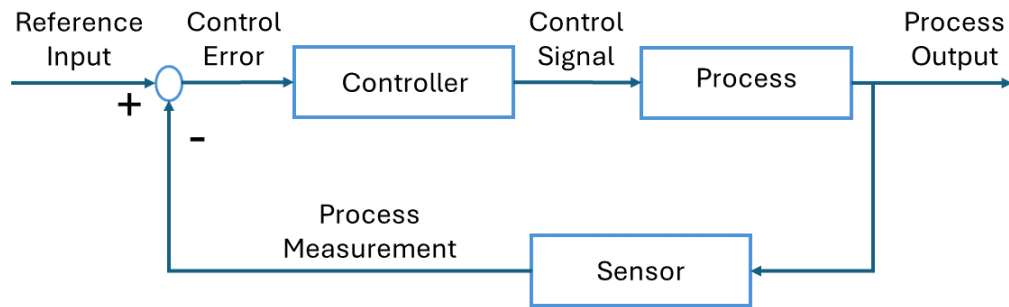 Reference
Input
Control
Error
Control
Signal
Process
Output
Controller
Process
+
-
Process
Measurement
Sensor